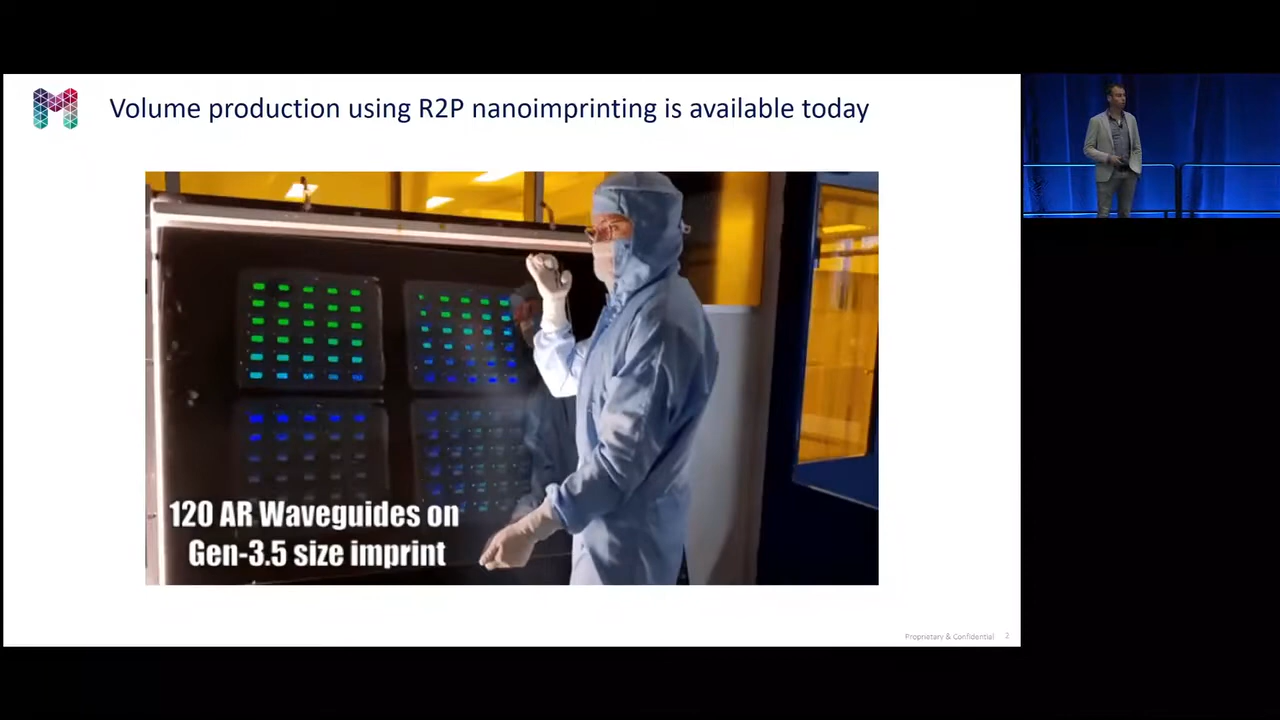 Volume production using R2P nanoimprinting is available today
120 AR Waveguides on
Gen-3.5 size imprint
Proprietary & Confidential 2